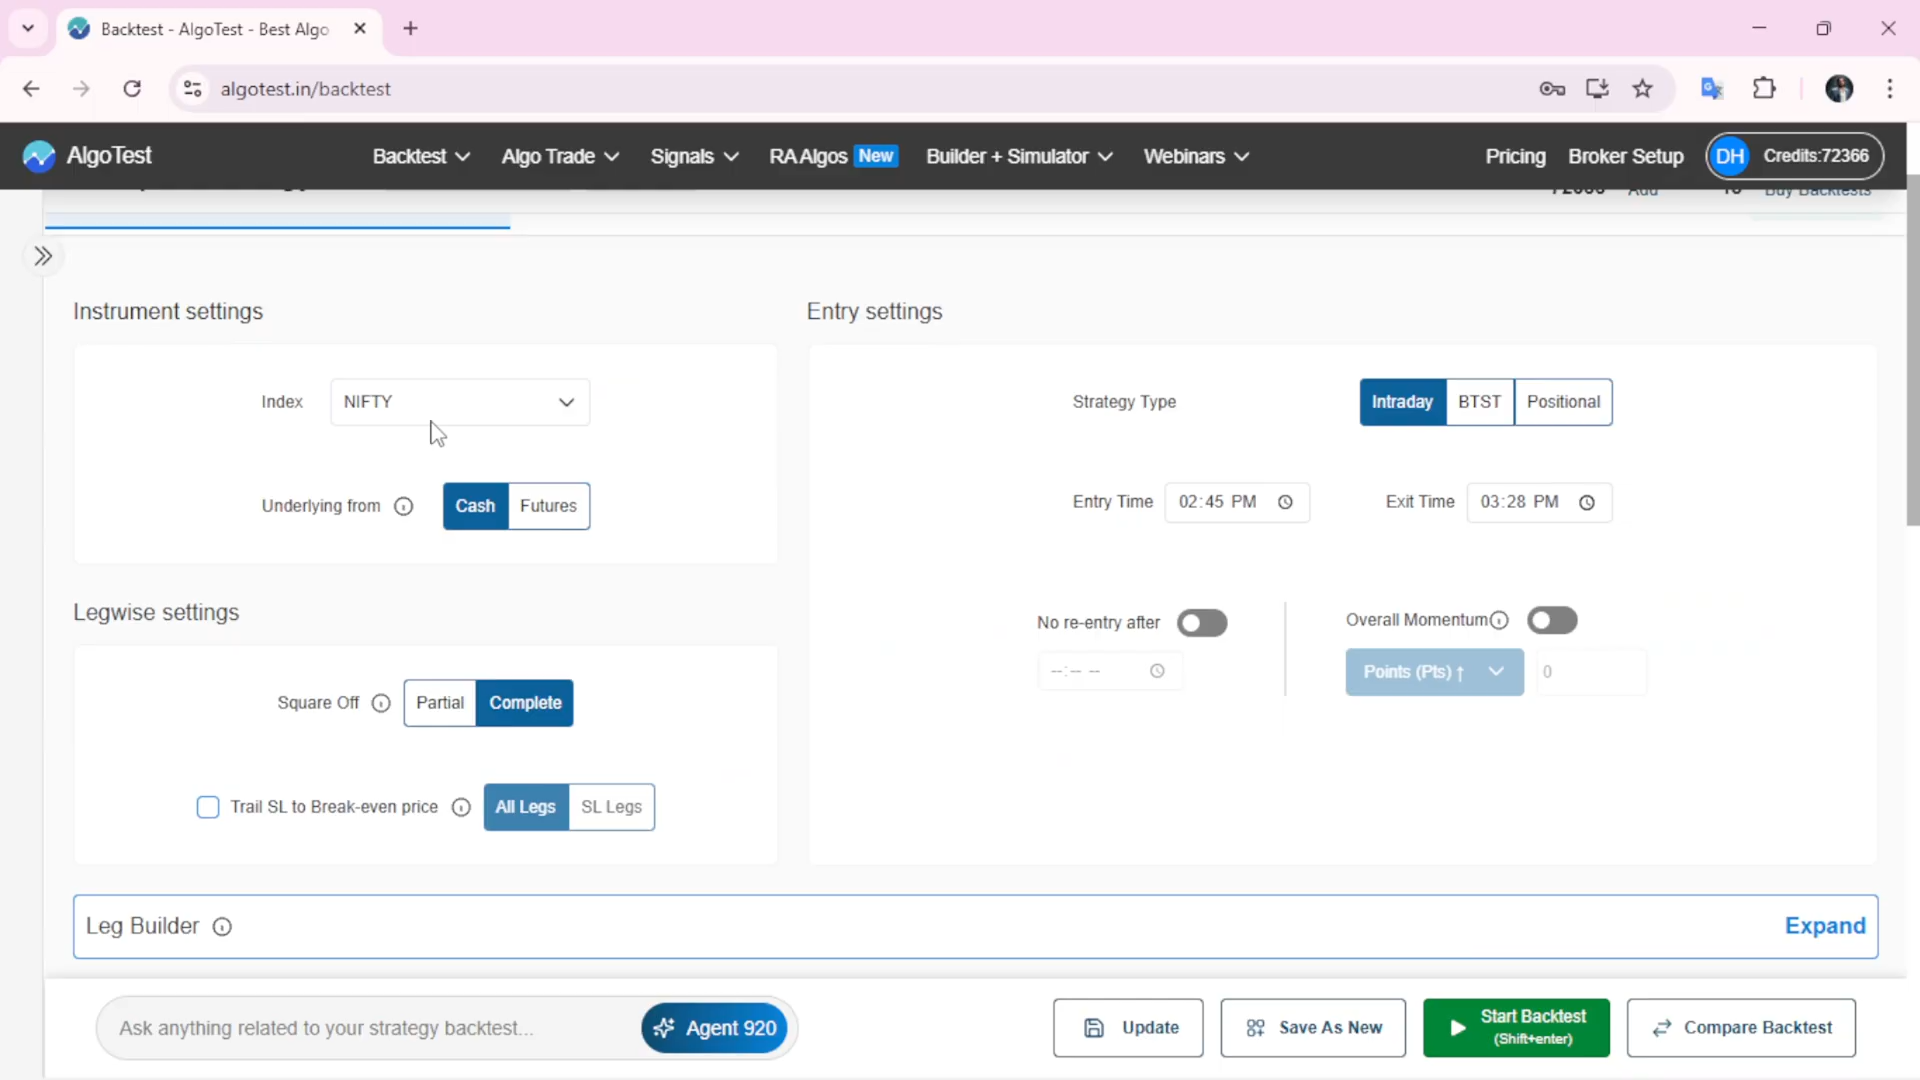 Backtest - AlgoTest - Best Algo
algotest.in/backtest
AlgoTest
Backtest
Algo Trade
Signals
RA Algos New
Builder + Simulator
Webinars
Pricing
Broker Setup
DH Credits:72366
Add
Buy Backtests
Instrument settings
Entry settings
Index NIFTY
Strategy Type Intraday BTST Positional
Underlying from Cash Futures
Entry Time 02:45 PM Exit Time 03:28 PM
Legwise settings
No re-entry after
Overall Momentum
--:-- --
Points (Pts) ↑ 0
Square Off Partial Complete
Trail SL to Break-even price All Legs SL Legs
Leg Builder Expand
Ask anything related to your strategy backtest...
Agent 920
Update
Save As New
Start Backtest
(Shift+enter)
Compare Backtest